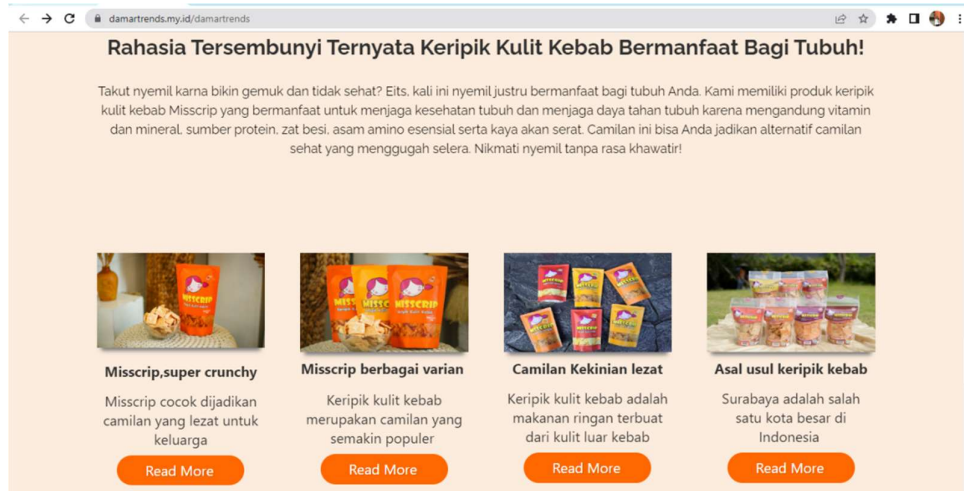 damartrends.my.id/damartrends
Rahasia Tersembunyi Ternyata Keripik Kulit Kebab Bermanfaat Bagi Tubuh!
Takut nyemil karna bikin gemuk dan tidak sehat? Eits, kali ini nyemil justru bermanfaat bagi tubuh Anda. Kami memiliki produk keripik
kulit kebab Misscrip yang bermanfaat untuk menjaga kesehatan tubuh dan menjaga daya tahan tubuh karena mengandung vitamin
dan mineral, sumber protein, zat besi, asam amino esensial serta kaya akan serat. Camilan ini bisa Anda jadikan alternatif camilan
sehat yang menggugah selera. Nikmati nyemil tanpa rasa khawatir!
MISSCRIP
MISSCRIP
Misscrip,super crunchy
Misscrip cocok dijadikan
camilan yang lezat untuk
keluarga
Read More
Misscrip berbagai varian
Keripik kulit kebab
merupakan camilan yang
semakin populer
Read More
Camilan Kekinian lezat
Keripik kulit kebab adalah
makanan ringan terbuat
dari kulit luar kebab
Read More
Asal usul keripik kebab
Surabaya adalah salah
satu kota besar di
Indonesia
Read More